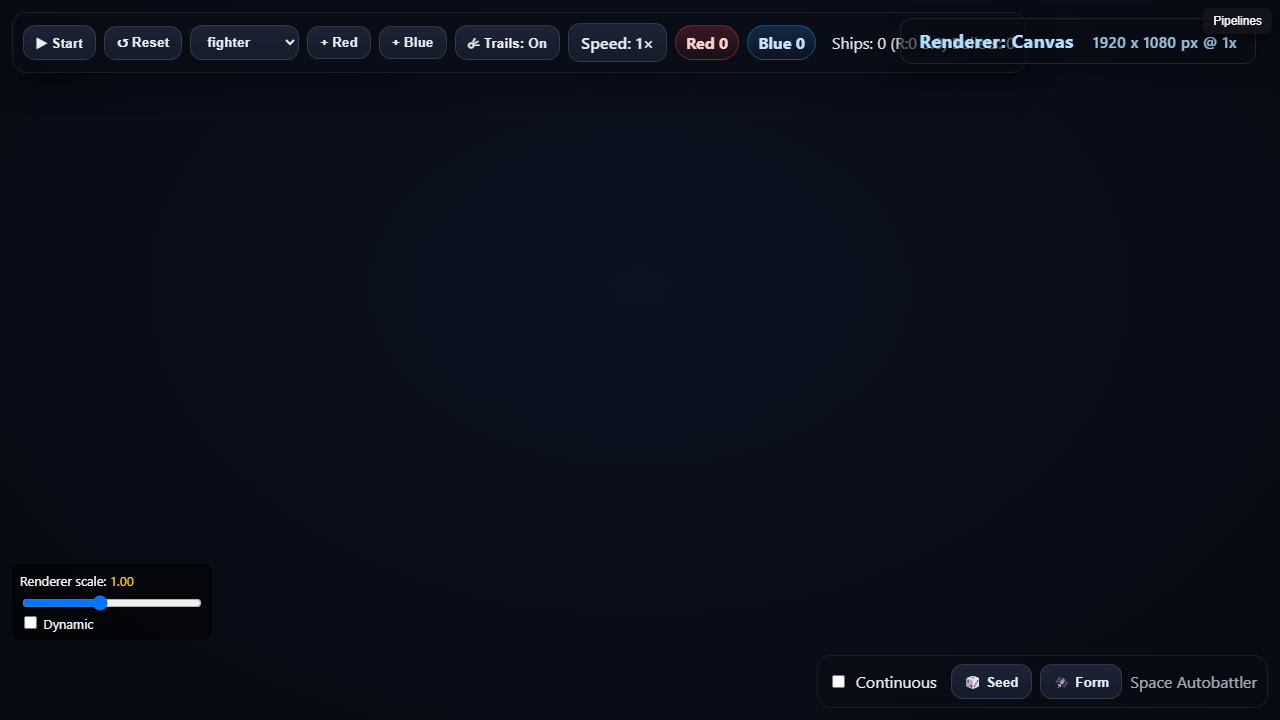 Pipelines
▶ Start
↺ Reset
fighter
+ Red
+ Blue
Trails: On
Speed: 1×
Red 0
Blue 0
Ships: 0 (R:0
Renderer: Canvas
1920 x 1080 px @ 1x
Renderer scale: 1.00
Dynamic
Continuous
Seed
Form
Space Autobattler